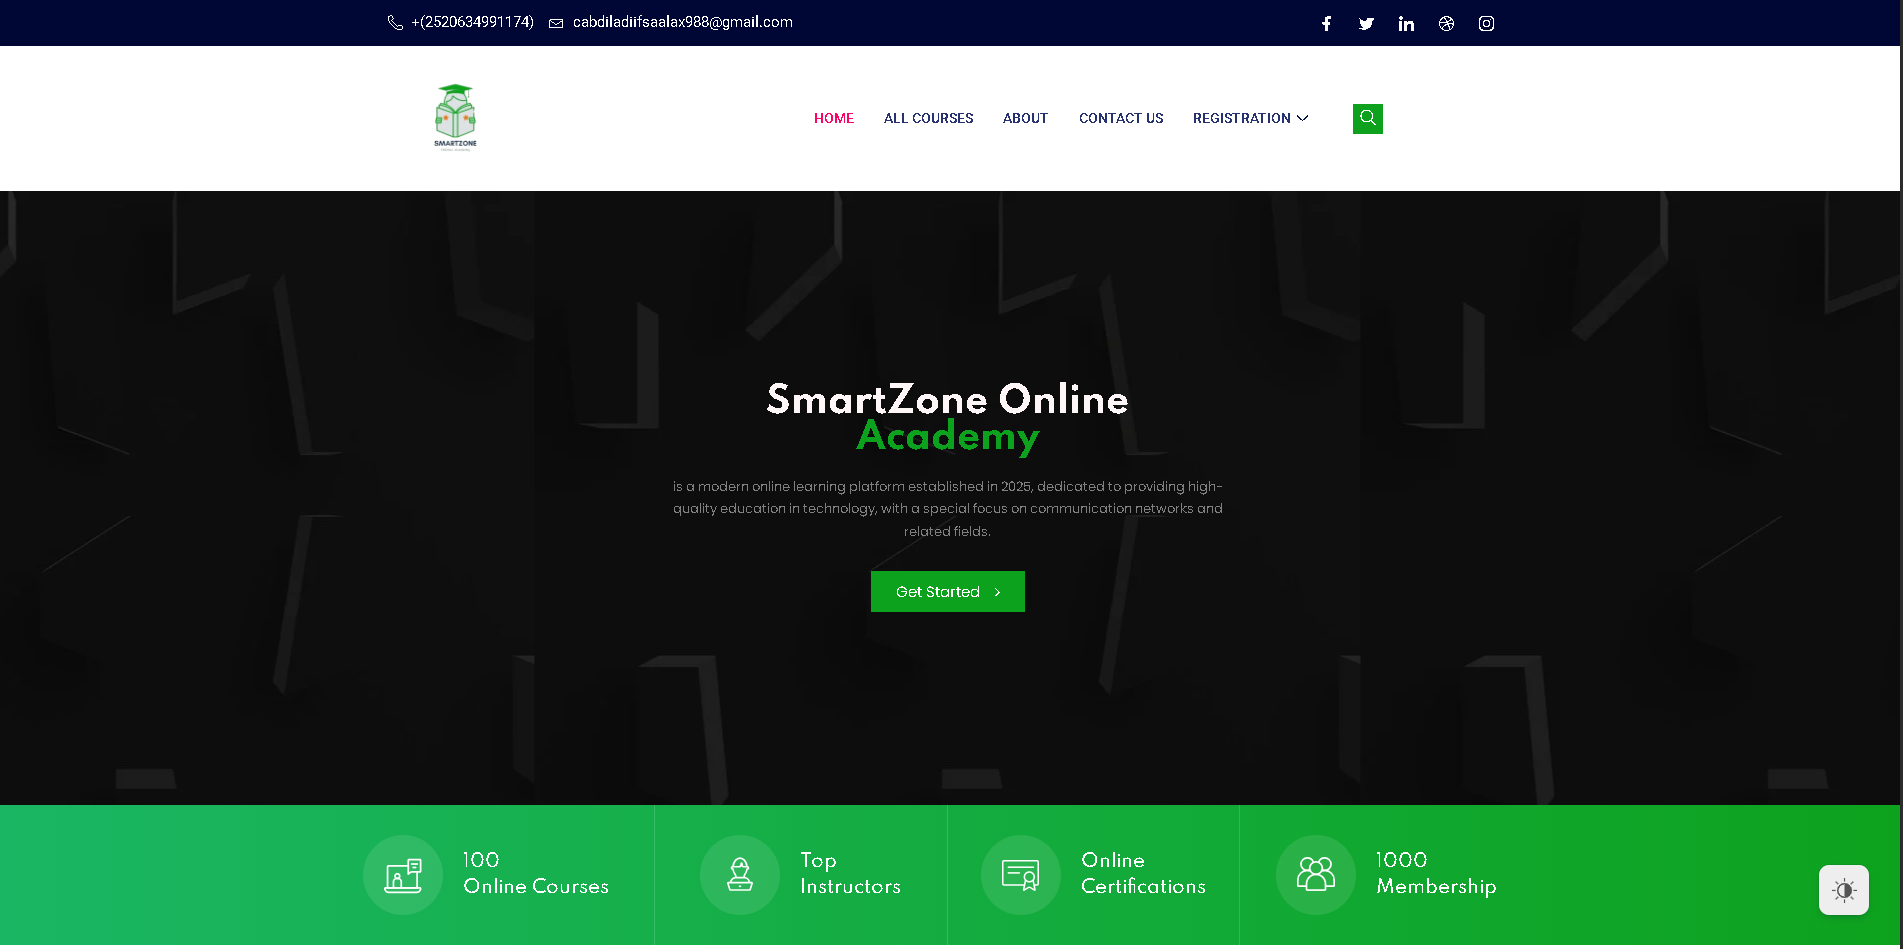 +(2520634991174) cabdiladiifsaalax988@gmail.com
SMARTZONE
HOME ALL COURSES ABOUT CONTACT US REGISTRATION
SmartZone Online
Academy
is a modern online learning platform established in 2025, dedicated to providing high-
quality education in technology, with a special focus on communication networks and
related fields.
Get Started
100
Online Courses
Top
Instructors
Online
Certifications
1000
Membership